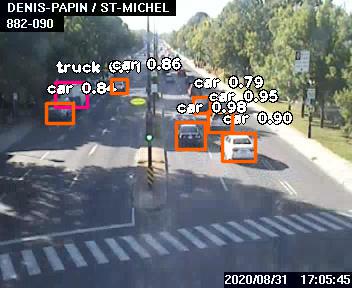 DENIS-PAPIN / ST-MICHEL
882-090
car 0.86
truck
car 0.84
car 0.79
car 0.95
car 0.98
car 0.90
2020/08/31 17:05:45